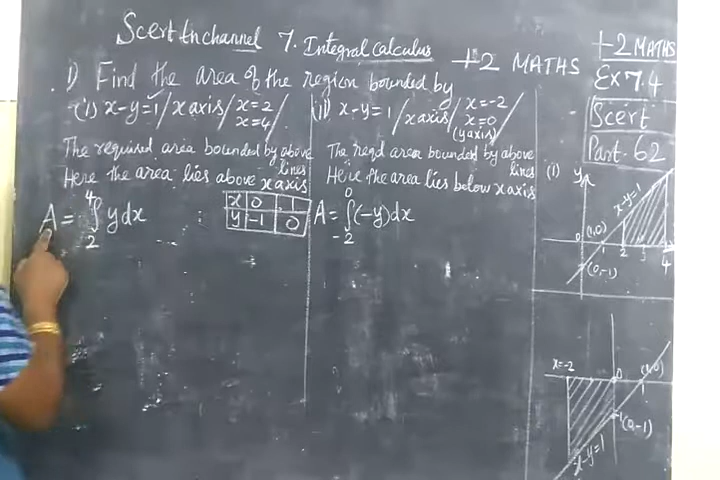 Scert tn channel 7. Integral Calculus +2 MATHS
1) Find the area of the region bounded by
(i) x-y=1 / x axis / x=2 / x=4 /
The required area bounded by above lines
Here the area lies above x axis
A = ∫₂⁴ y dx
x 0 1
y -1 0
(ii) x-y=1 / x axis / x=-2 / x=0 (y axis) /
The reqd area bounded by above lines
Here the area lies below x axis
A = ∫₋₂⁰ (-y) dx
+2 MATHS
Ex 7.4
Scert
Part-62
(i) y
x-y=1
0 (1,0)
1 2 3 4
(0,-1)
x=-2 0 (1,0)
1
-1 (0,-1)
x-y=1